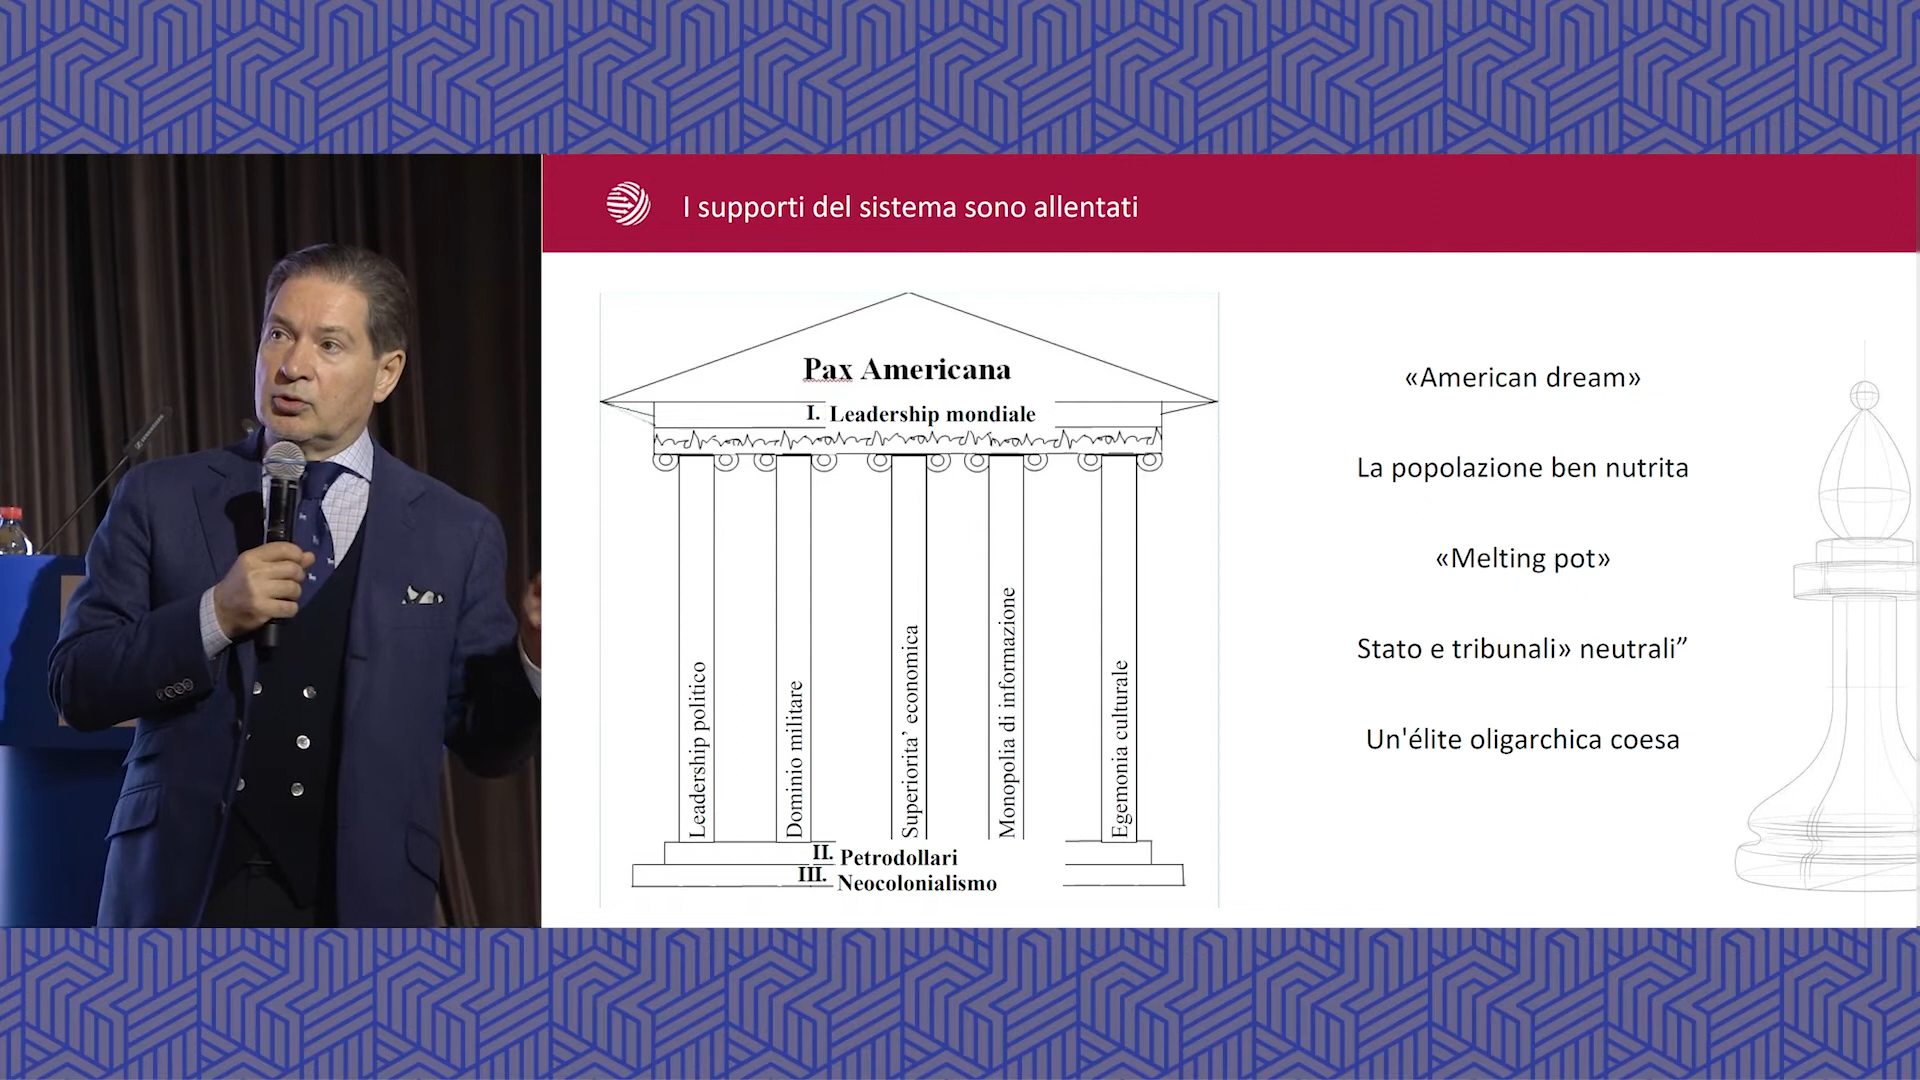 I supporti del sistema sono allentati
Pax Americana
I. Leadership mondiale
Leadership politico
Dominio militare
Superiorita’ economica
Monopolia di informazione
Egemonia culturale
II. Petrodollari
III. Neocolonialismo
«American dream»
La popolazione ben nutrita
«Melting pot»
Stato e tribunali» neutrali”
Un'élite oligarchica coesa